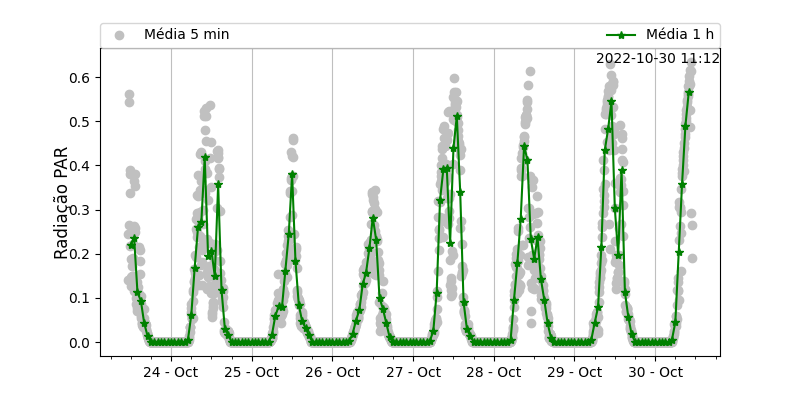 Média 5 min
Média 1 h
2022-10-30 11:12
Radiação PAR
0.6
0.5
0.4
0.3
0.2
0.1
0.0
24 - Oct
25 - Oct
26 - Oct
27 - Oct
28 - Oct
29 - Oct
30 - Oct